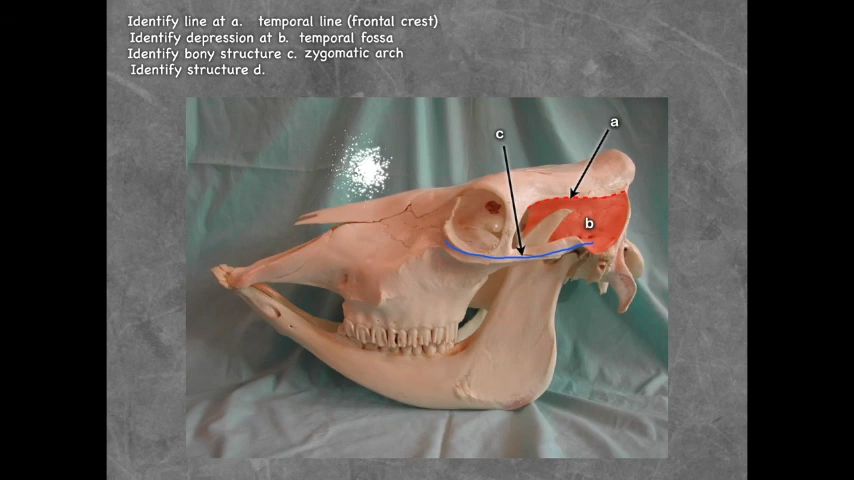 Identify line at a. temporal line (frontal crest)
Identify depression at b. temporal fossa
Identify bony structure c. zygomatic arch
Identify structure d.
c
a
b